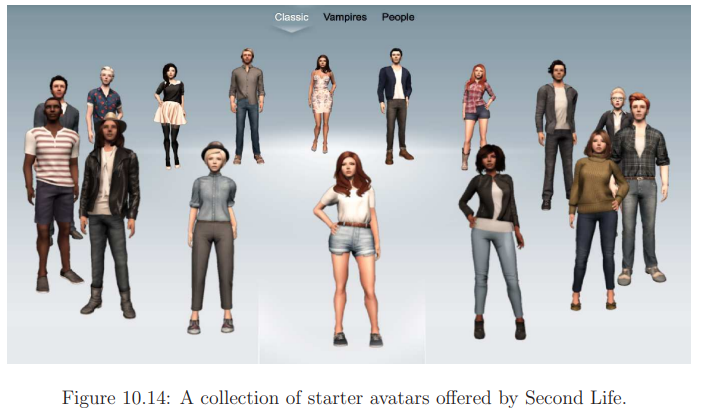 Classic Vampires People
Figure 10.14: A collection of starter avatars offered by Second Life.